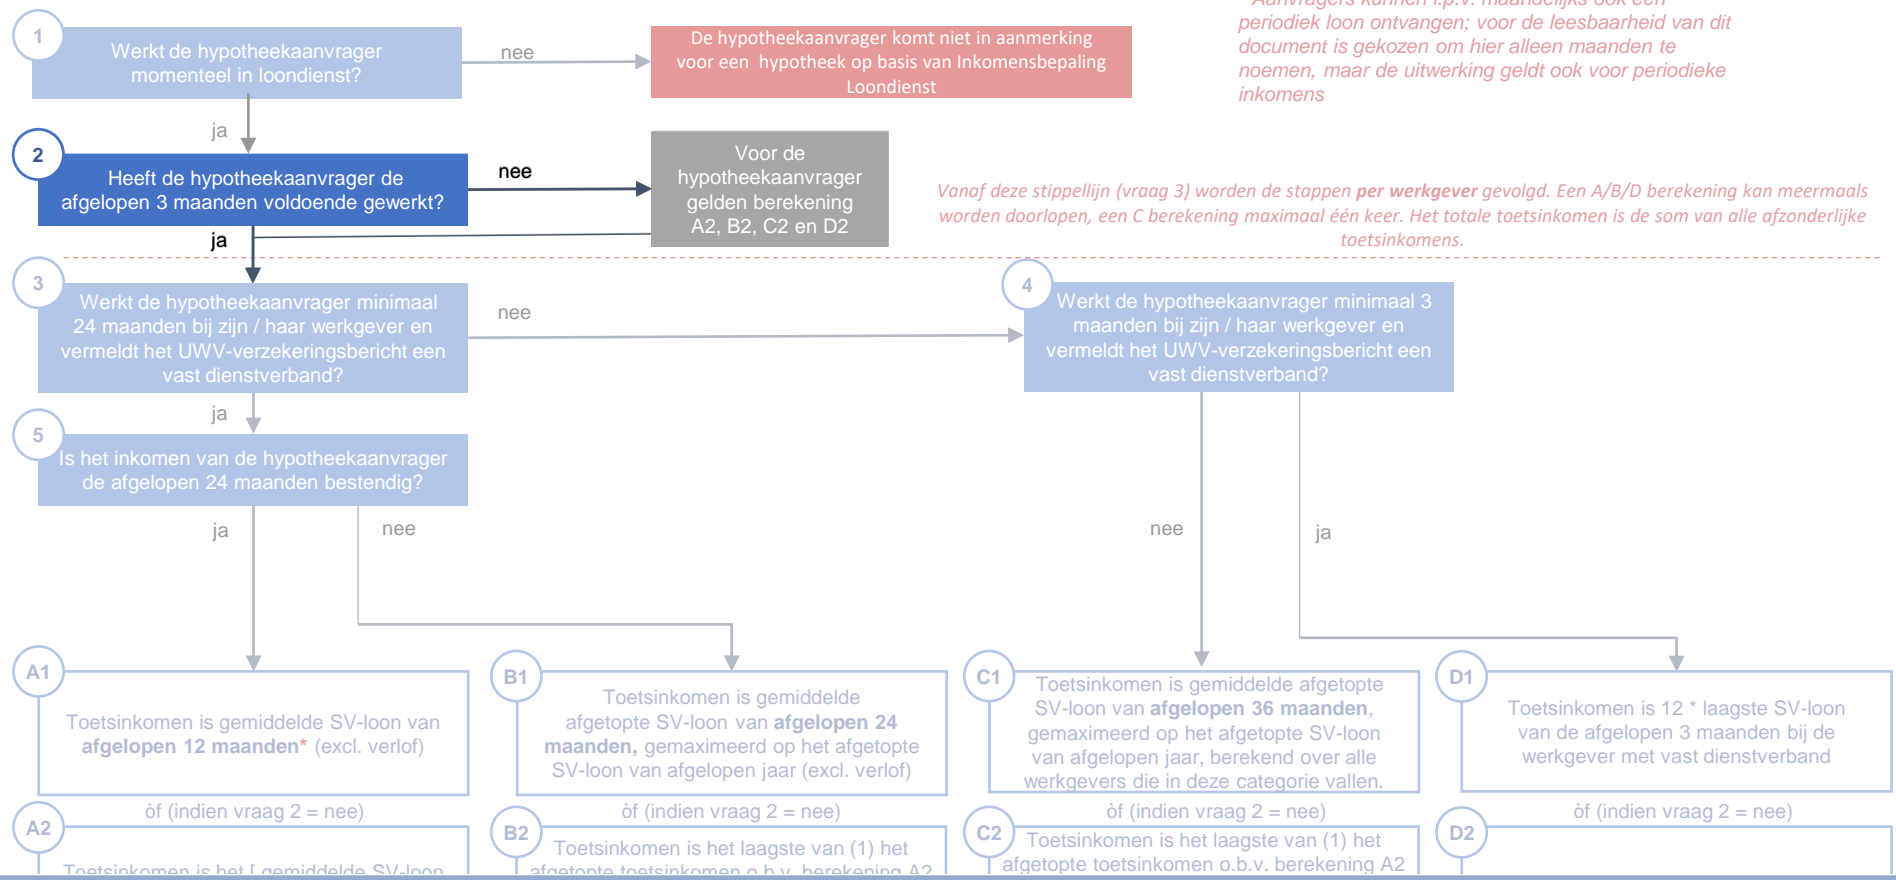 Aanvragers kunnen i.p.v. maandelijks ook een
periodiek loon ontvangen; voor de leesbaarheid van dit
document is gekozen om hier alleen maanden te
noemen, maar de uitwerking geldt ook voor periodieke
inkomens
1
Werkt de hypotheekaanvrager
momenteel in loondienst?
nee
De hypotheekaanvrager komt niet in aanmerking
voor een hypotheek op basis van Inkomensbepaling
Loondienst
ja
2
Heeft de hypotheekaanvrager de
afgelopen 3 maanden voldoende gewerkt?
nee
Voor de
hypotheekaanvrager
gelden berekening
A2, B2, C2 en D2
ja
Vanaf deze stippellijn (vraag 3) worden de stappen per werkgever gevolgd. Een A/B/D berekening kan meermaals
worden doorlopen, een C berekening maximaal één keer. Het totale toetsinkomen is de som van alle afzonderlijke
toetsinkomens.
3
Werkt de hypotheekaanvrager minimaal
24 maanden bij zijn / haar werkgever en
vermeldt het UWV-verzekeringsbericht een
vast dienstverband?
nee
4
Werkt de hypotheekaanvrager minimaal 3
maanden bij zijn / haar werkgever en
vermeldt het UWV-verzekeringsbericht een
vast dienstverband?
ja
5
Is het inkomen van de hypotheekaanvrager
de afgelopen 24 maanden bestendig?
ja
nee
nee
ja
A1
Toetsinkomen is gemiddelde SV-loon van
afgelopen 12 maanden* (excl. verlof)
B1
Toetsinkomen is gemiddelde
afgetopte SV-loon van afgelopen 24
maanden, gemaximeerd op het afgetopte
SV-loon van afgelopen jaar (excl. verlof)
C1
Toetsinkomen is gemiddelde afgetopte
SV-loon van afgelopen 36 maanden,
gemaximeerd op het afgetopte SV-loon
van afgelopen jaar, berekend over alle
werkgevers die in deze categorie vallen.
D1
Toetsinkomen is 12 * laagste SV-loon
van de afgelopen 3 maanden bij de
werkgever met vast dienstverband
òf (indien vraag 2 = nee)
òf (indien vraag 2 = nee)
òf (indien vraag 2 = nee)
òf (indien vraag 2 = nee)
A2
Toetsinkomen is het [ gemiddelde SV-loon
B2
Toetsinkomen is het laagste van (1) het
afgetopte toetsinkomen o.b.v. berekening A2
C2
Toetsinkomen is het laagste van (1) het
afgetopte toetsinkomen o.b.v. berekening A2
D2